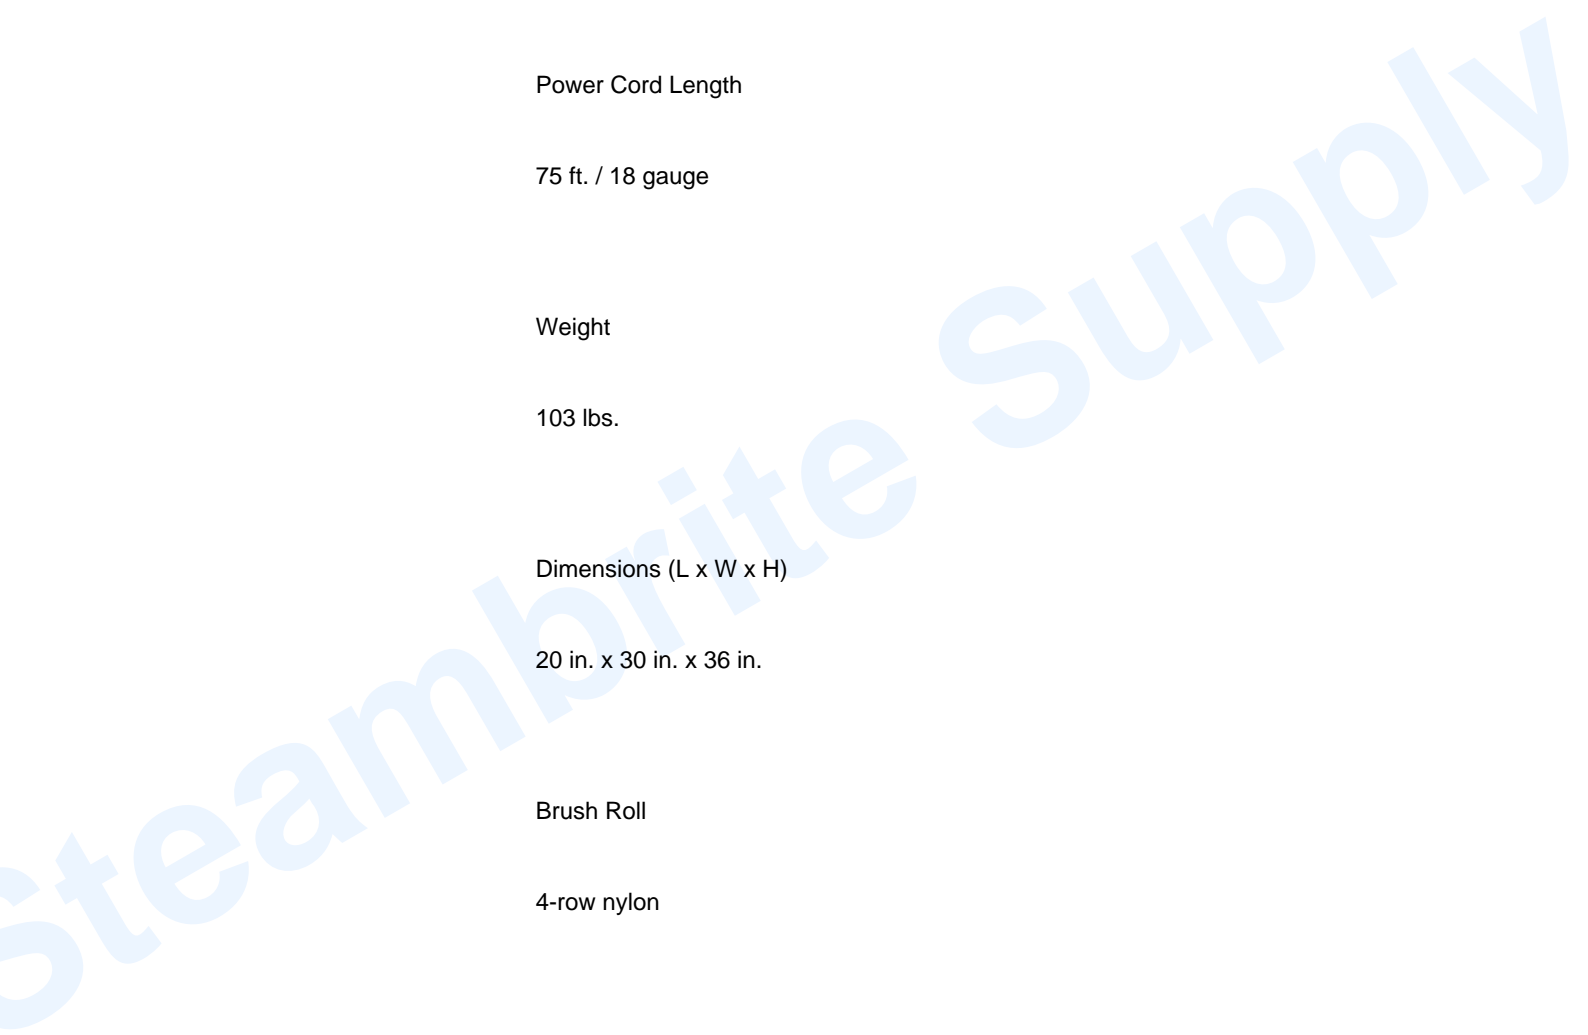 Power Cord Length
75 ft. / 18 gauge
Weight
103 lbs.
Dimensions (L x W x H)
20 in. x 30 in. x 36 in.
Brush Roll
4-row nylon
Steambrite Supply